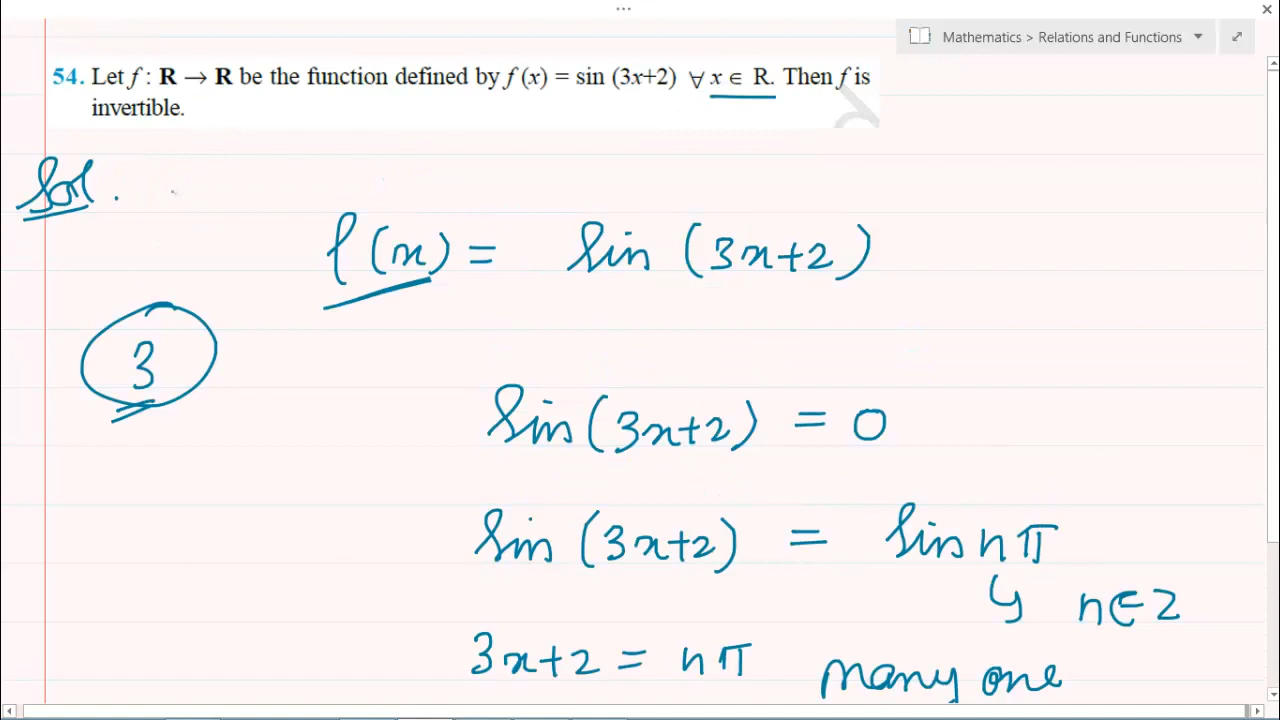 Mathematics > Relations and Functions
54. Let f : R → R be the function defined by f (x) = sin (3x+2) ∀ x ∈ R. Then f is
invertible.
Sol.
f(x) = sin (3x+2)
3
sin(3x+2) = 0
sin (3x+2) = sin nπ
↳ n∈Z
3x+2 = nπ many one